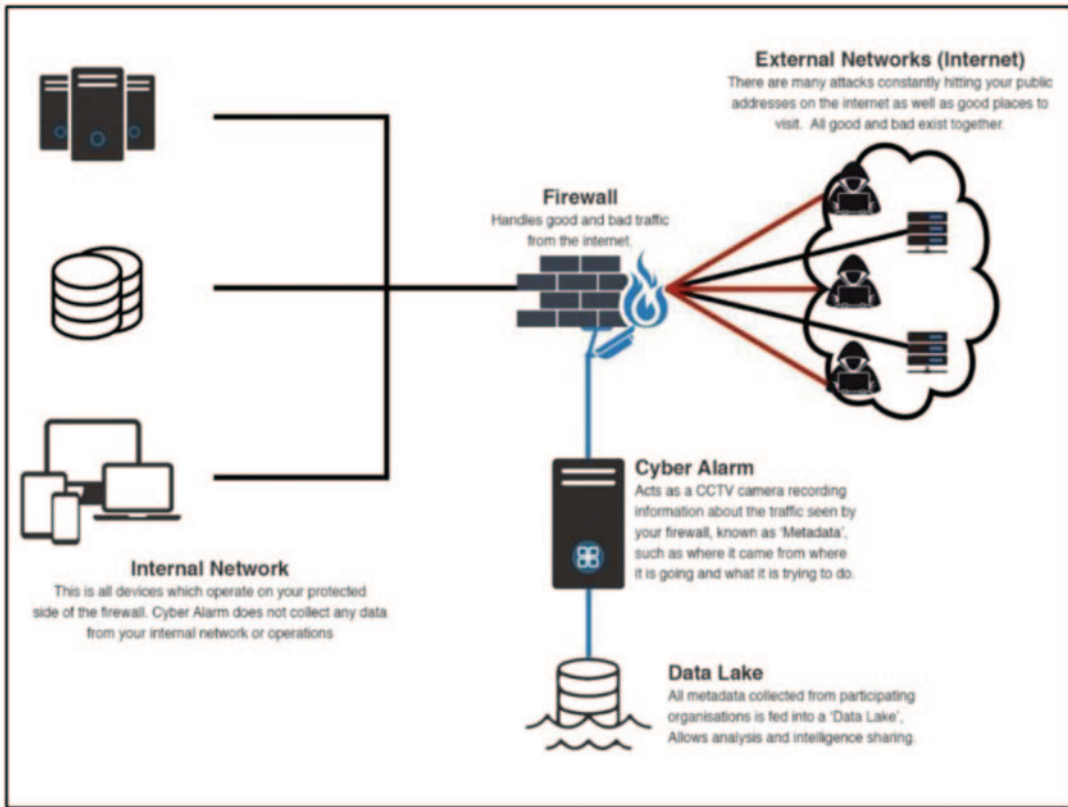 External Networks (Internet)
There are many attacks constantly hitting your public
addresses on the internet as well as good places to
visit. All good and bad exist together.
Firewall
Handles good and bad traffic
from the internet.
Cyber Alarm
Acts as a CCTV camera recording
information about the traffic seen by
your firewall, known as 'Metadata',
such as where it came from where
it is going and what it is trying to do.
Internal Network
This is all devices which operate on your protected
side of the firewall. Cyber Alarm does not collect any data
from your internal network or operations
Data Lake
All metadata collected from participating
organisations is fed into a 'Data Lake',
Allows analysis and intelligence sharing.